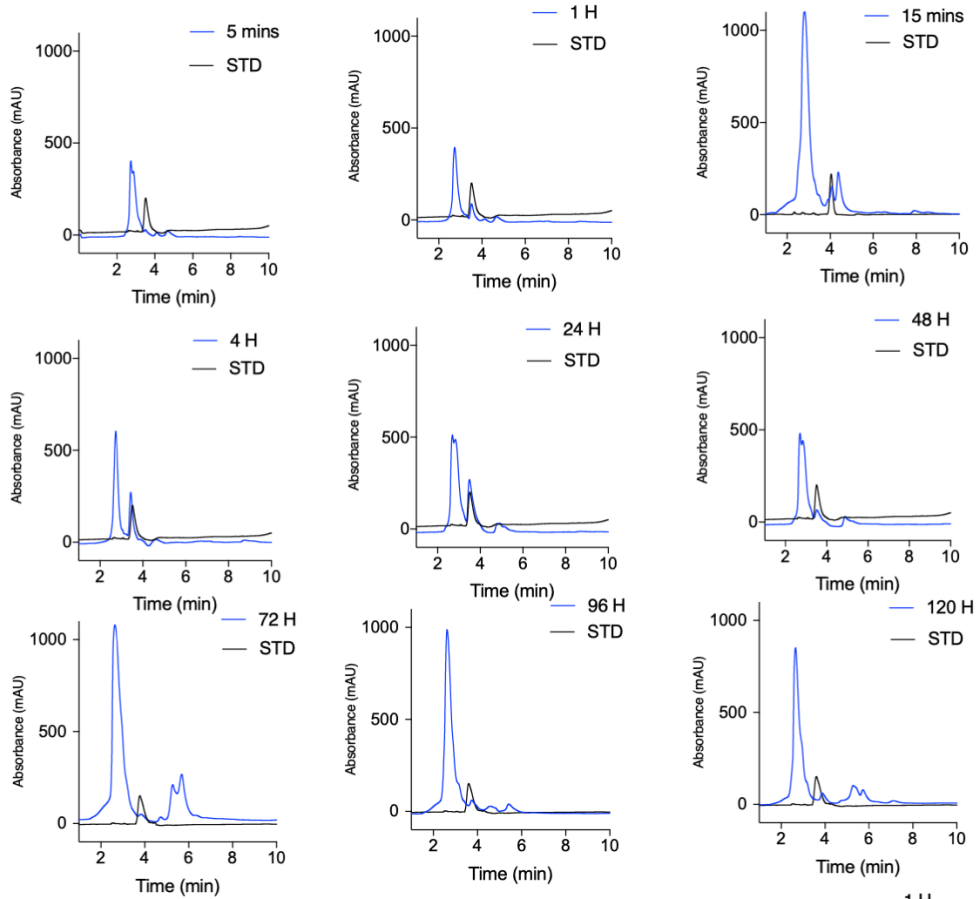 5 mins
STD
1000
500
0
Absorbance (mAU)
2 4 6 8 10
Time (min)
1 H
STD
1000
500
0
Absorbance (mAU)
2 4 6 8 10
Time (min)
15 mins
STD
1000
500
0
Absorbance (mAU)
2 4 6 8 10
Time (min)
4 H
STD
1000
500
0
Absorbance (mAU)
2 4 6 8 10
Time (min)
24 H
STD
1000
500
0
Absorbance (mAU)
2 4 6 8 10
Time (min)
48 H
STD
1000
500
0
Absorbance (mAU)
2 4 6 8 10
Time (min)
72 H
STD
1000
500
0
Absorbance (mAU)
2 4 6 8 10
Time (min)
96 H
STD
1000
500
0
Absorbance (mAU)
2 4 6 8 10
Time (min)
120 H
STD
1000
500
0
Absorbance (mAU)
2 4 6 8 10
Time (min)